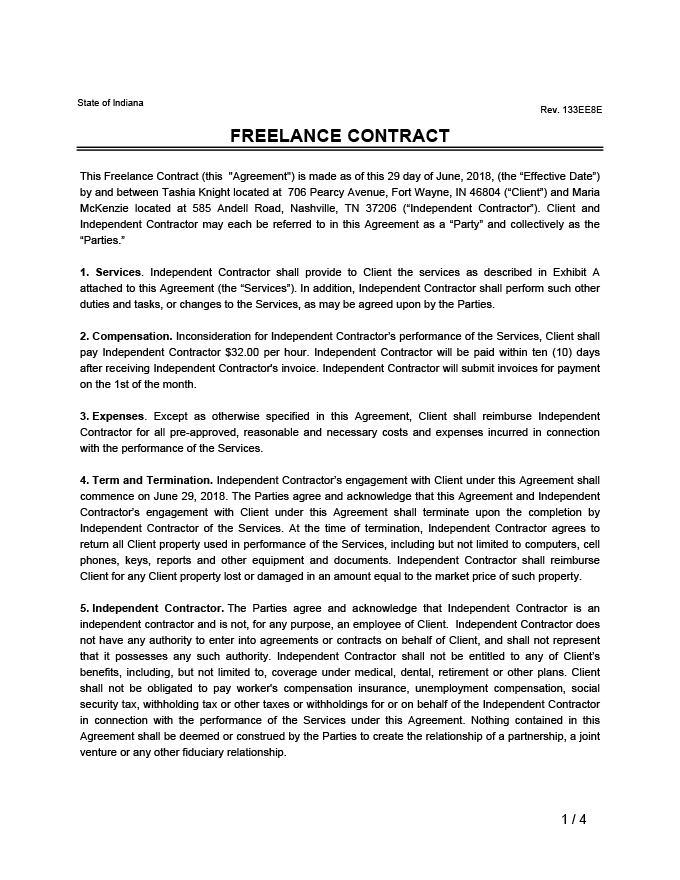 State of Indiana
Rev. 133EE8E
FREELANCE CONTRACT
This Freelance Contract (this "Agreement") is made as of this 29 day of June, 2018, (the “Effective Date”)
by and between Tashia Knight located at 706 Pearcy Avenue, Fort Wayne, IN 46804 (“Client”) and Maria
McKenzie located at 585 Andell Road, Nashville, TN 37206 (“Independent Contractor”). Client and
Independent Contractor may each be referred to in this Agreement as a “Party” and collectively as the
“Parties.”
1. Services. Independent Contractor shall provide to Client the services as described in Exhibit A
attached to this Agreement (the “Services”). In addition, Independent Contractor shall perform such other
duties and tasks, or changes to the Services, as may be agreed upon by the Parties.
2. Compensation. Inconsideration for Independent Contractor’s performance of the Services, Client shall
pay Independent Contractor $32.00 per hour. Independent Contractor will be paid within ten (10) days
after receiving Independent Contractor's invoice. Independent Contractor will submit invoices for payment
on the 1st of the month.
3. Expenses. Except as otherwise specified in this Agreement, Client shall reimburse Independent
Contractor for all pre-approved, reasonable and necessary costs and expenses incurred in connection
with the performance of the Services.
4. Term and Termination. Independent Contractor’s engagement with Client under this Agreement shall
commence on June 29, 2018. The Parties agree and acknowledge that this Agreement and Independent
Contractor’s engagement with Client under this Agreement shall terminate upon the completion by
Independent Contractor of the Services. At the time of termination, Independent Contractor agrees to
return all Client property used in performance of the Services, including but not limited to computers, cell
phones, keys, reports and other equipment and documents. Independent Contractor shall reimburse
Client for any Client property lost or damaged in an amount equal to the market price of such property.
5. Independent Contractor. The Parties agree and acknowledge that Independent Contractor is an
independent contractor and is not, for any purpose, an employee of Client. Independent Contractor does
not have any authority to enter into agreements or contracts on behalf of Client, and shall not represent
that it possesses any such authority. Independent Contractor shall not be entitled to any of Client’s
benefits, including, but not limited to, coverage under medical, dental, retirement or other plans. Client
shall not be obligated to pay worker's compensation insurance, unemployment compensation, social
security tax, withholding tax or other taxes or withholdings for or on behalf of the Independent Contractor
in connection with the performance of the Services under this Agreement. Nothing contained in this
Agreement shall be deemed or construed by the Parties to create the relationship of a partnership, a joint
venture or any other fiduciary relationship.
1 / 4